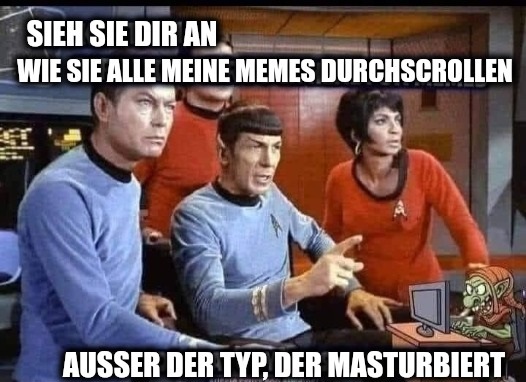 SIEH SIE DIR AN
WIE SIE ALLE MEINE MEMES DURCHSCROLLEN
AUSSER DER TYP, DER MASTURBIERT